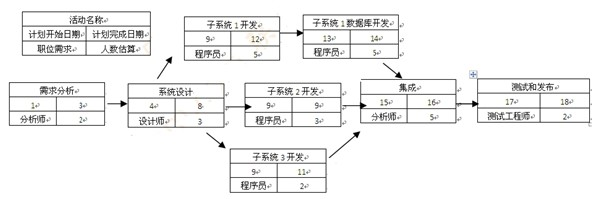 活动名称
计划开始日期 计划完成日期
职位需求 人数估算
子系统 1 开发
9 12
程序员 5
子系统 1 数据库开发
13 14
程序员 5
需求分析
1 3
分析师 2
系统设计
4 8
设计师 3
子系统 2 开发
9 9
程序员 3
集成
15 16
分析师 5
测试和发布
17 18
测试工程师 2
子系统 3 开发
9 11
程序员 2